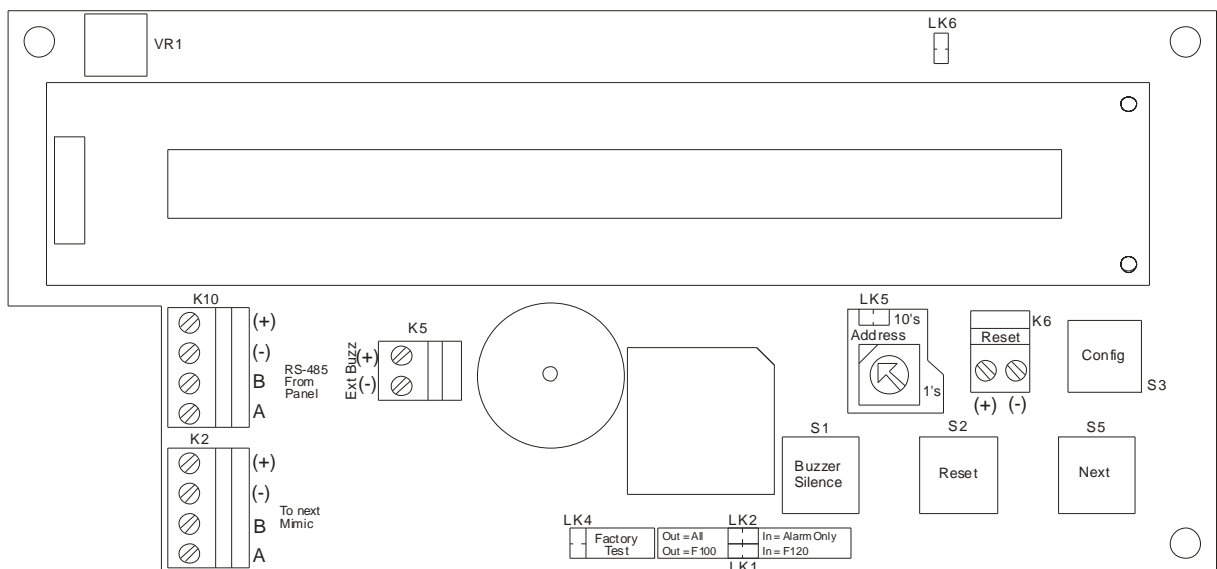 LK6
VR1
K10
(+)
(-)
B
A
RS-485
From
Panel
K5
Ext Buzz
(+)
(-)
LK5
10's
Address
1's
K6
Reset
(+) (-)
Config
S3
K2
(+)
(-)
B
A
To next
Mimic
S1
Buzzer
Silence
S2
Reset
S5
Next
LK4
Factory
Test
LK2
Out = All
In = Alarm Only
Out = F100
In = F120
LK1